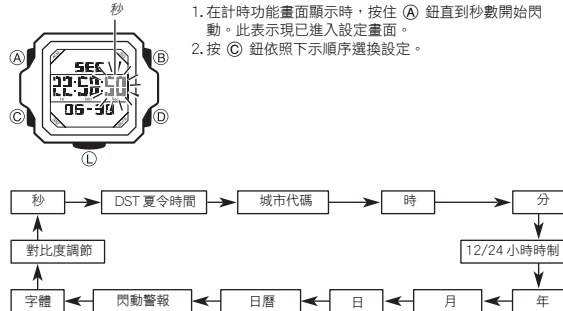 秒
1. 在計時功能畫面顯示時，按住 Ⓐ 鈕直到秒數開始閃
動。此表示現已進入設定畫面。
2. 按 Ⓒ 鈕依照下示順序選換設定。
Ⓐ
Ⓑ
SEC
22:58:50
06-30
Ⓒ
Ⓓ
Ⓛ
秒
DST 夏令時間
城市代碼
時
分
對比度調節
12/24 小時時制
字體
閃動警報
日曆
日
月
年